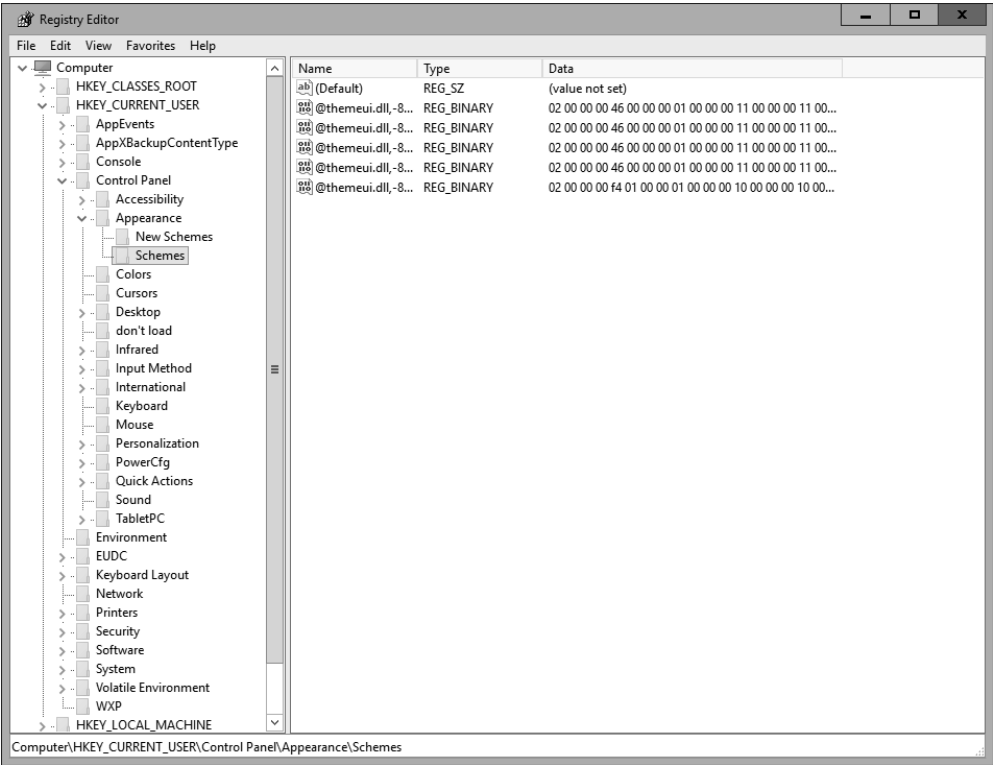 Registry Editor
File Edit View Favorites Help
Computer
HKEY_CLASSES_ROOT
HKEY_CURRENT_USER
AppEvents
AppXBackupContentType
Console
Control Panel
Accessibility
Appearance
New Schemes
Schemes
Colors
Cursors
Desktop
don't load
Infrared
Input Method
International
Keyboard
Mouse
Personalization
PowerCfg
Quick Actions
Sound
TabletPC
Environment
EUDC
Keyboard Layout
Network
Printers
Security
Software
System
Volatile Environment
WXP
HKEY_LOCAL_MACHINE
Name Type Data
(Default) REG_SZ (value not set)
@themeui.dll,-8... REG_BINARY 02 00 00 00 46 00 00 00 01 00 00 00 11 00 00 00 11 00...
@themeui.dll,-8... REG_BINARY 02 00 00 00 46 00 00 00 01 00 00 00 11 00 00 00 11 00...
@themeui.dll,-8... REG_BINARY 02 00 00 00 46 00 00 00 01 00 00 00 11 00 00 00 11 00...
@themeui.dll,-8... REG_BINARY 02 00 00 00 46 00 00 00 01 00 00 00 11 00 00 00 11 00...
@themeui.dll,-8... REG_BINARY 02 00 00 00 f4 01 00 00 01 00 00 00 10 00 00 00 10 00...
Computer\HKEY_CURRENT_USER\Control Panel\Appearance\Schemes